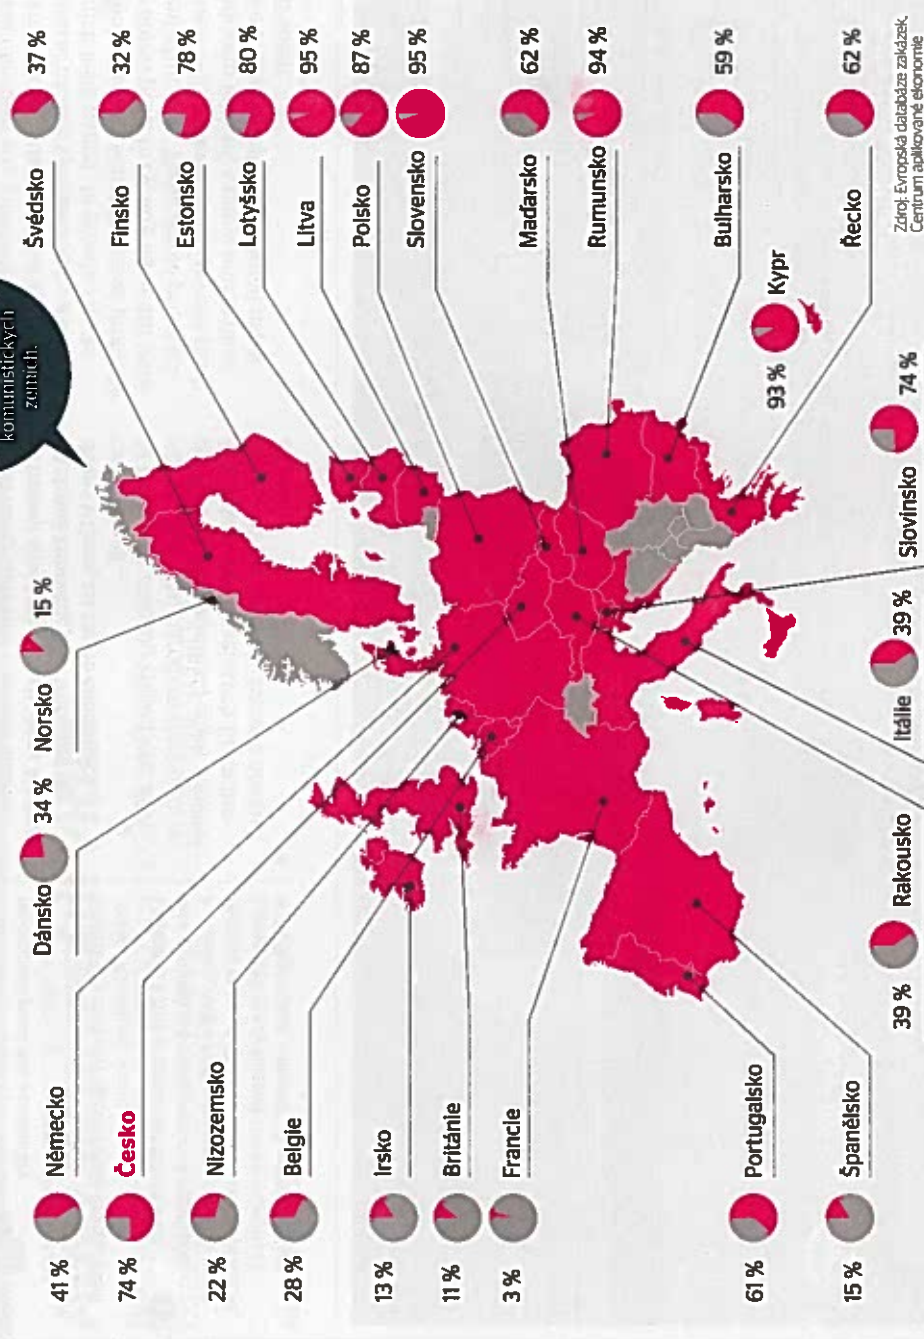 komunistických
zemích.
Norsko 15 %
Dánsko 34 %
Německo 41 %
Česko 74 %
Nizozemsko 22 %
Belgie 28 %
Irsko 13 %
Británie 11 %
Francie 3 %
Portugalsko 61 %
Španělsko 15 %
Švédsko 37 %
Finsko 32 %
Estonsko 78 %
Lotyšsko 80 %
Litva 95 %
Polsko 87 %
Slovensko 95 %
Maďarsko 62 %
Rumunsko 94 %
Bulharsko 59 %
93 % Kypr
Řecko 62 %
39 % Rakousko
Itálie 39 %
Slovinsko 74 %
Zdroj: Evropská databáze zakázek,
Centrum aplikované ekonomie